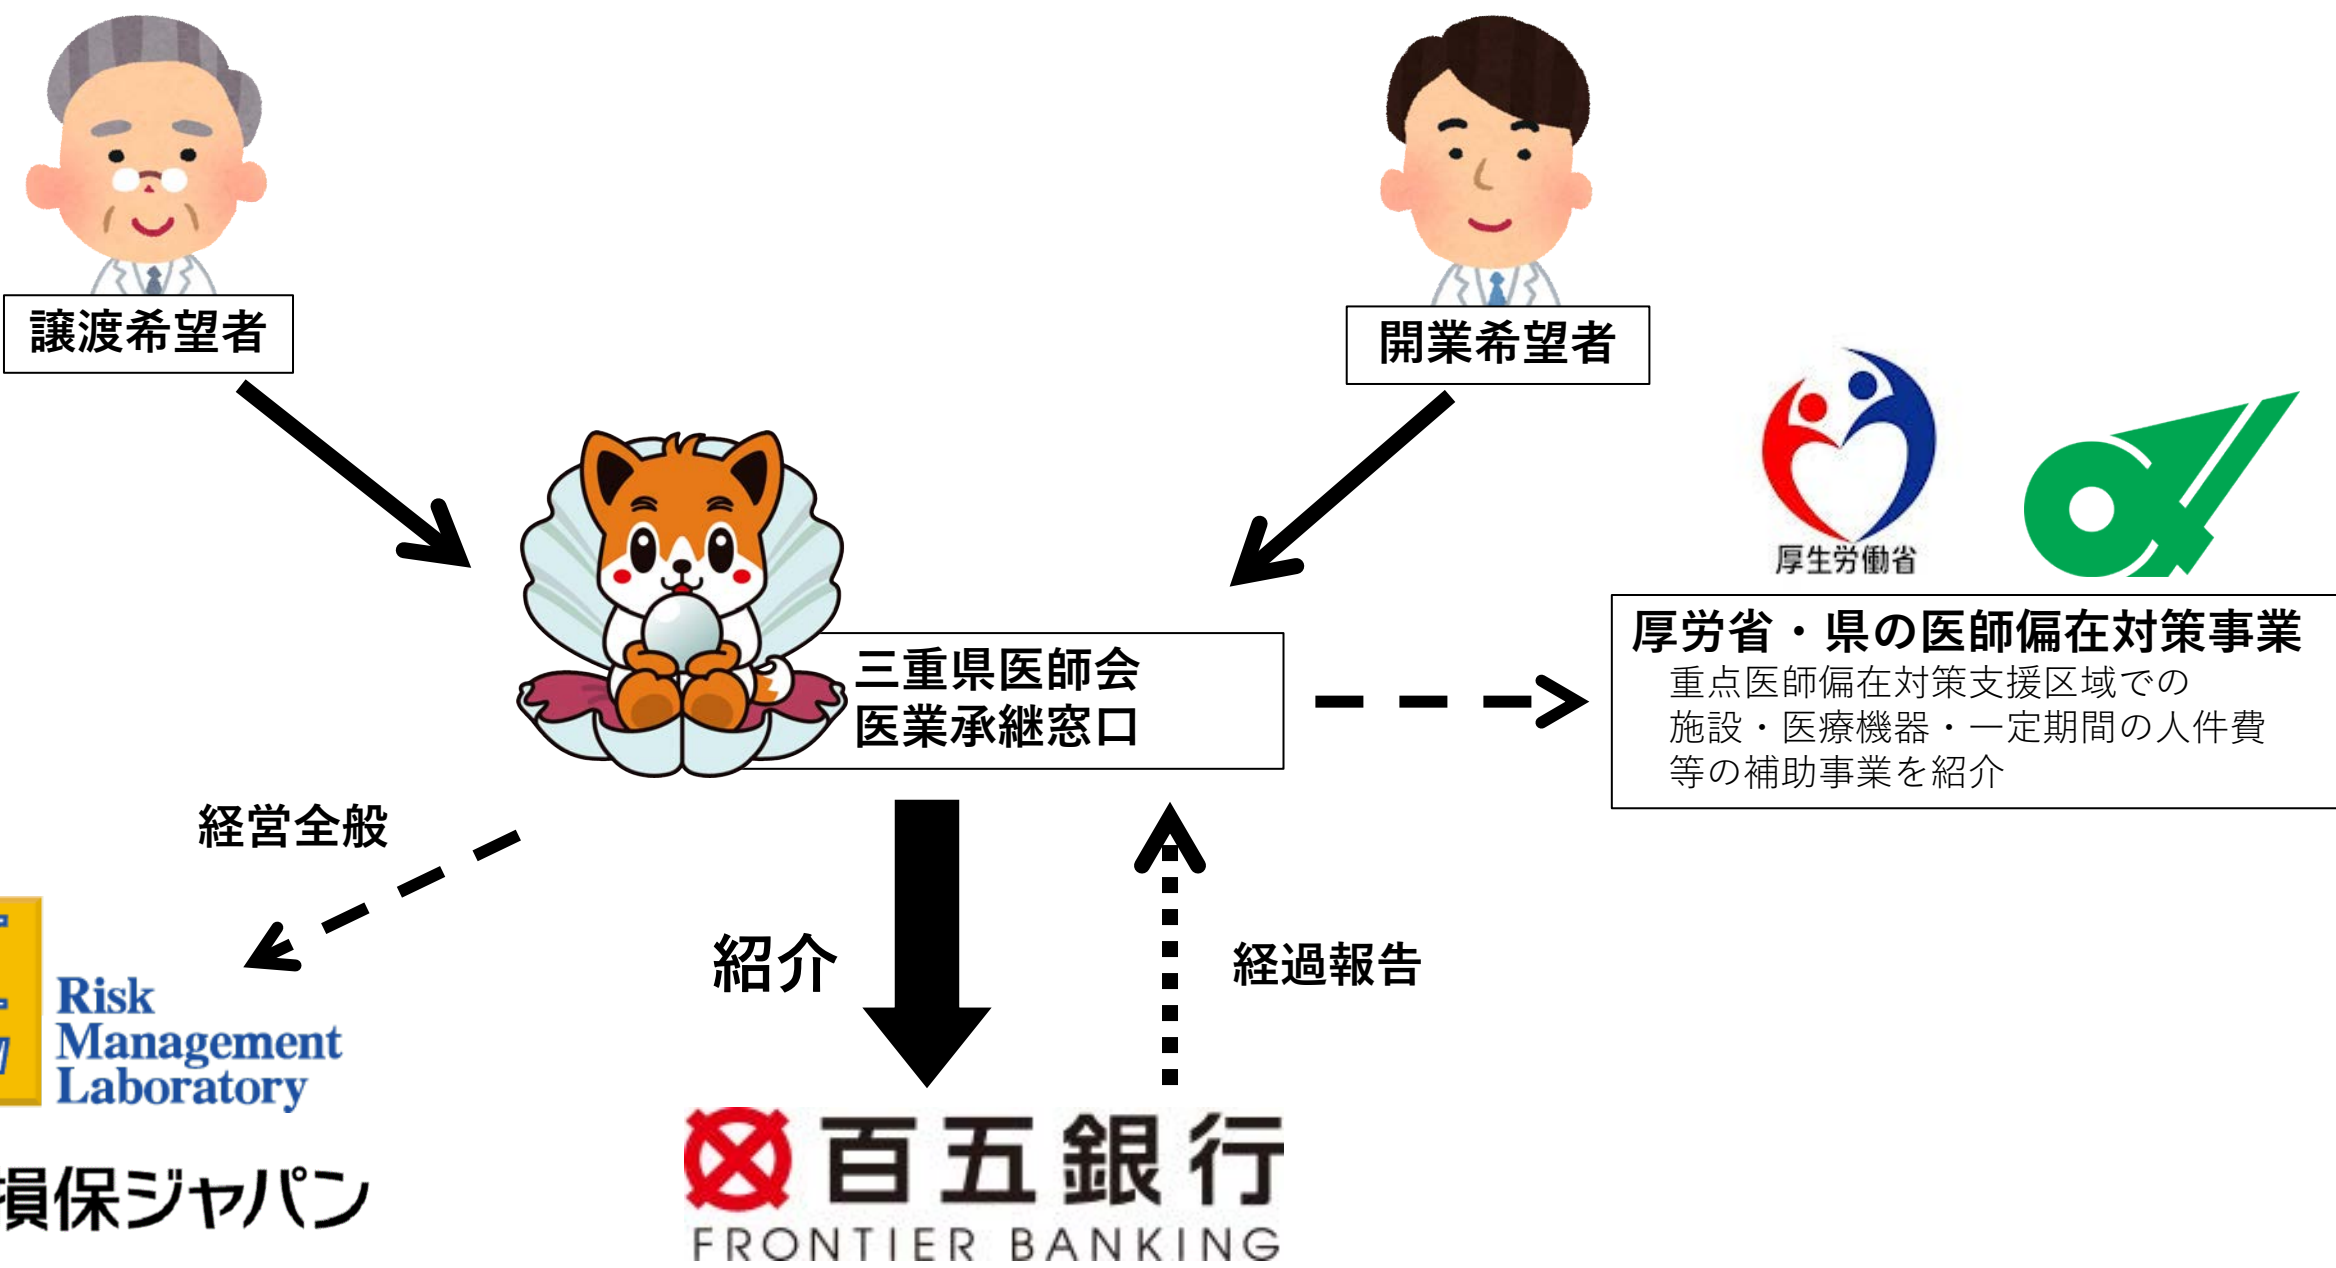 譲渡希望者
開業希望者
厚生労働省
厚労省・県の医師偏在対策事業
重点医師偏在対策支援区域での
施設・医療機器・一定期間の人件費
等の補助事業を紹介
三重県医師会
医業承継窓口
経営全般
紹介
経過報告
Risk
Management
Laboratory
損保ジャパン
百五銀行
FRONTIER BANKING